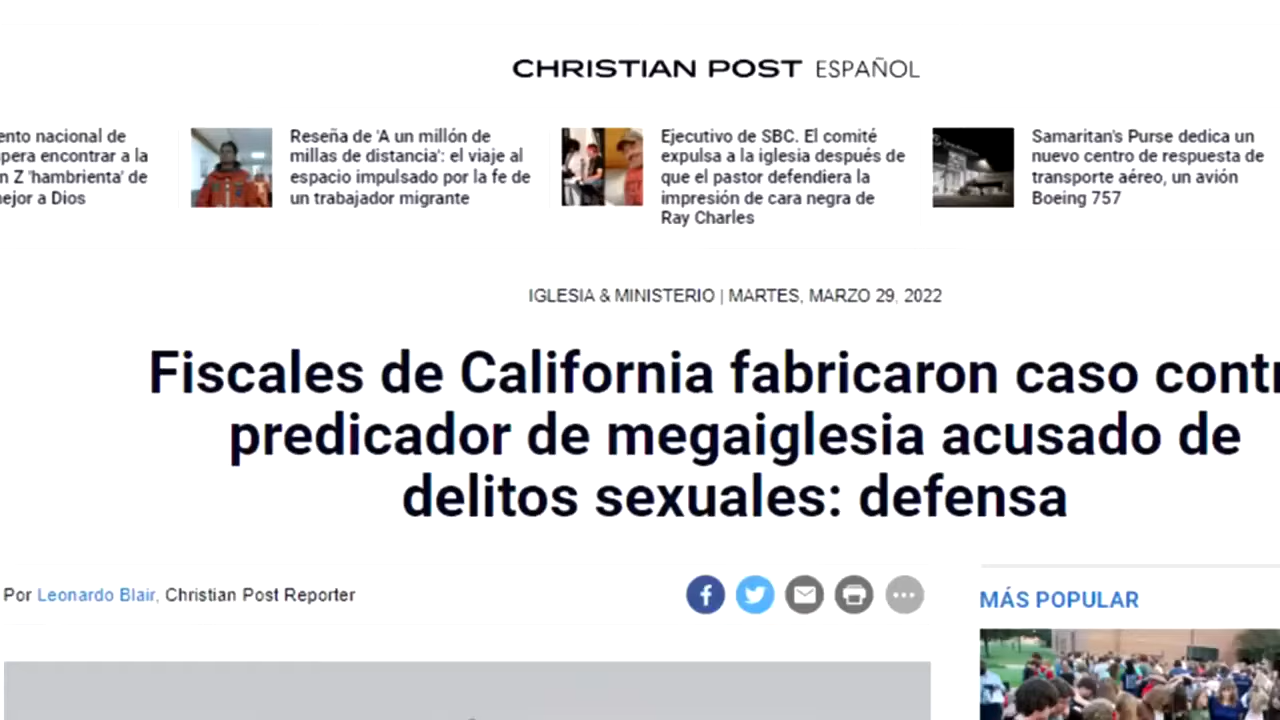 CHRISTIAN POST ESPAÑOL
ento nacional de
pera encontrar a la
n Z 'hambrienta' de
ejor a Dios
Reseña de 'A un millón de
millas de distancia': el viaje al
espacio impulsado por la fe de
un trabajador migrante
Ejecutivo de SBC. El comité
expulsa a la iglesia después de
que el pastor defendiera la
impresión de cara negra de
Ray Charles
Samaritan's Purse dedica un
nuevo centro de respuesta de
transporte aéreo, un avión
Boeing 757
IGLESIA & MINISTERIO | MARTES, MARZO 29, 2022
Fiscales de California fabricaron caso contr
predicador de megaiglesia acusado de
delitos sexuales: defensa
Por Leonardo Blair, Christian Post Reporter
MÁS POPULAR